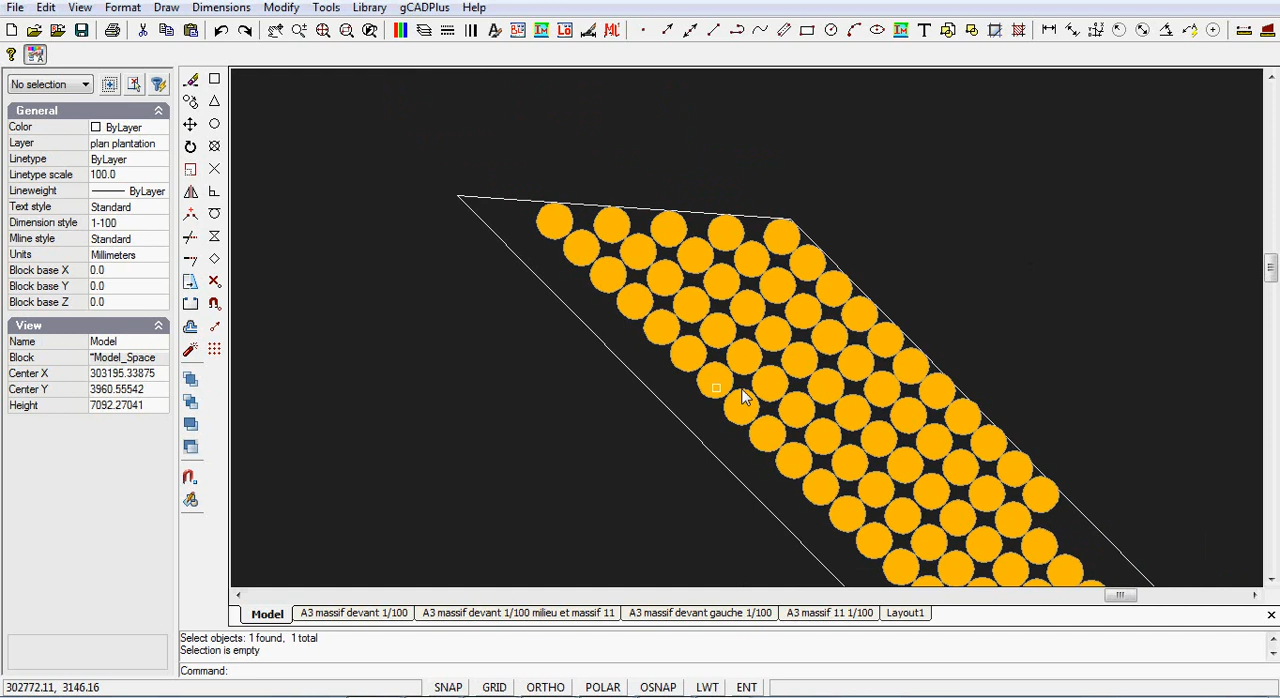 File Edit View Format Draw Dimensions Modify Tools Library gCADPlus Help
No selection
General
Color ByLayer
Layer plan plantation
Linetype ByLayer
Linetype scale 100.0
Lineweight ByLayer
Text style Standard
Dimension style 1-100
Mline style Standard
Units Millimeters
Block base X 0.0
Block base Y 0.0
Block base Z 0.0
View
Name Model
Block *Model_Space
Center X 303195.33875
Center Y 3960.55542
Height 7092.27041
Model A3 massif devant 1/100 A3 massif devant 1/100 milieu et massif 11 A3 massif devant gauche 1/100 A3 massif 11 1/100 Layout1
Select objects: 1 found, 1 total
Selection is empty
Command:
302772.11, 3146.16 SNAP GRID ORTHO POLAR OSNAP LWT ENT